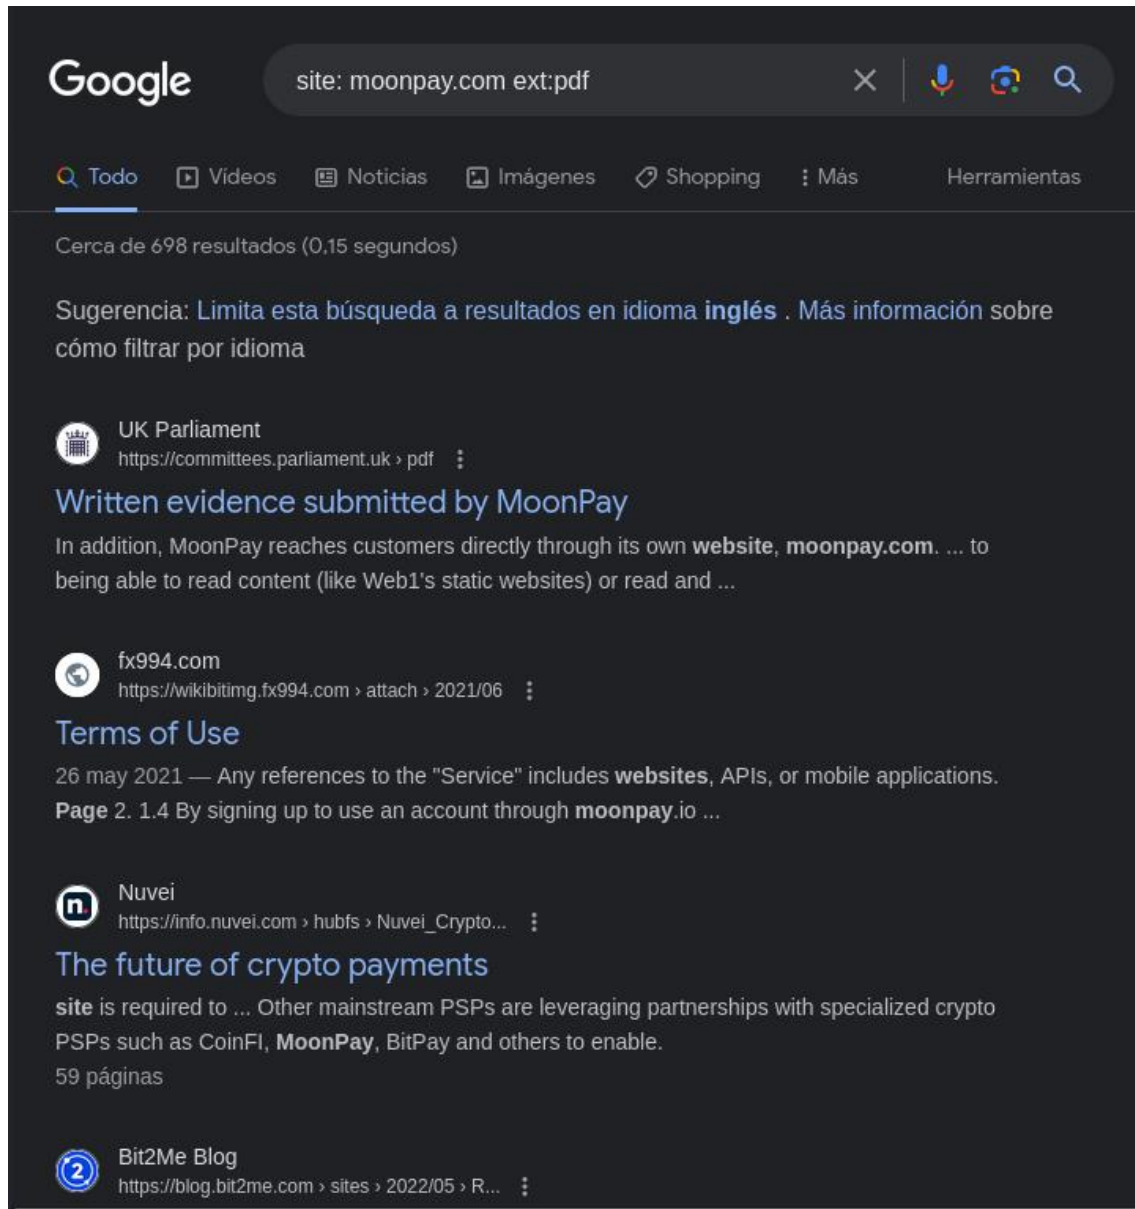 Google
site: moonpay.com ext:pdf
Todo Vídeos Noticias Imágenes Shopping Más Herramientas
Cerca de 698 resultados (0,15 segundos)
Sugerencia: Limita esta búsqueda a resultados en idioma inglés . Más información sobre
cómo filtrar por idioma
UK Parliament
https://committees.parliament.uk › pdf
Written evidence submitted by MoonPay
In addition, MoonPay reaches customers directly through its own website, moonpay.com. ... to
being able to read content (like Web1's static websites) or read and ...
fx994.com
https://wikibitimg.fx994.com › attach › 2021/06
Terms of Use
26 may 2021 — Any references to the "Service" includes websites, APIs, or mobile applications.
Page 2. 1.4 By signing up to use an account through moonpay.io ...
Nuvei
https://info.nuvei.com › hubfs › Nuvei_Crypto...
The future of crypto payments
site is required to ... Other mainstream PSPs are leveraging partnerships with specialized crypto
PSPs such as CoinFI, MoonPay, BitPay and others to enable.
59 páginas
Bit2Me Blog
https://blog.bit2me.com › sites › 2022/05 › R...